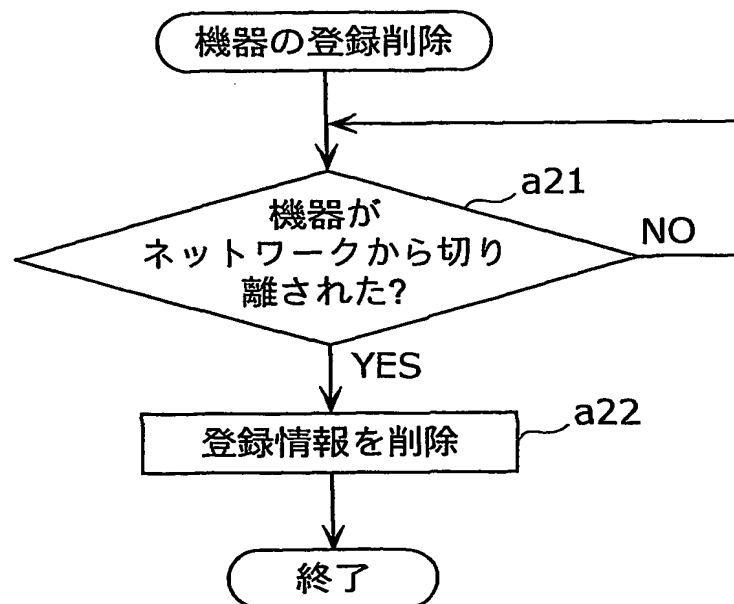 機器の登録削除
a21
機器が
ネットワークから切り
離された?
NO
YES
a22
登録情報を削除
終了